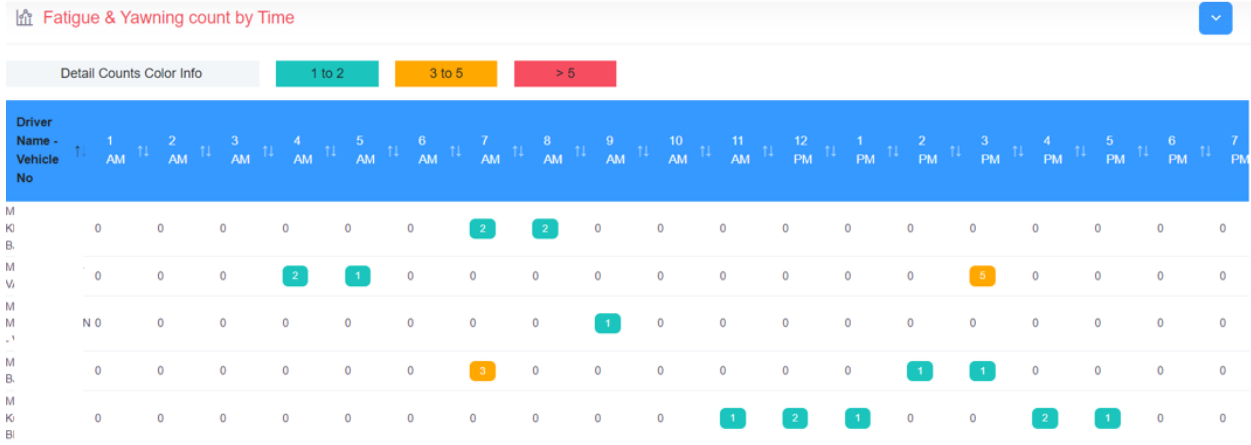 Fatigue & Yawning count by Time
Detail Counts Color Info 1 to 2 3 to 5 > 5
Driver Name - Vehicle No 1 AM 2 AM 3 AM 4 AM 5 AM 6 AM 7 AM 8 AM 9 AM 10 AM 11 AM 12 PM 1 PM 2 PM 3 PM 4 PM 5 PM 6 PM 7 PM
0 0 0 0 0 0 2 2 0 0 0 0 0 0 0 0 0 0 0
0 0 0 2 1 0 0 0 0 0 0 0 0 0 5 0 0 0 0
N 0 0 0 0 0 0 0 0 1 0 0 0 0 0 0 0 0 0 0
0 0 0 0 0 0 3 0 0 0 0 0 0 1 1 0 0 0 0
0 0 0 0 0 0 0 0 0 0 1 2 1 0 0 2 1 0 0